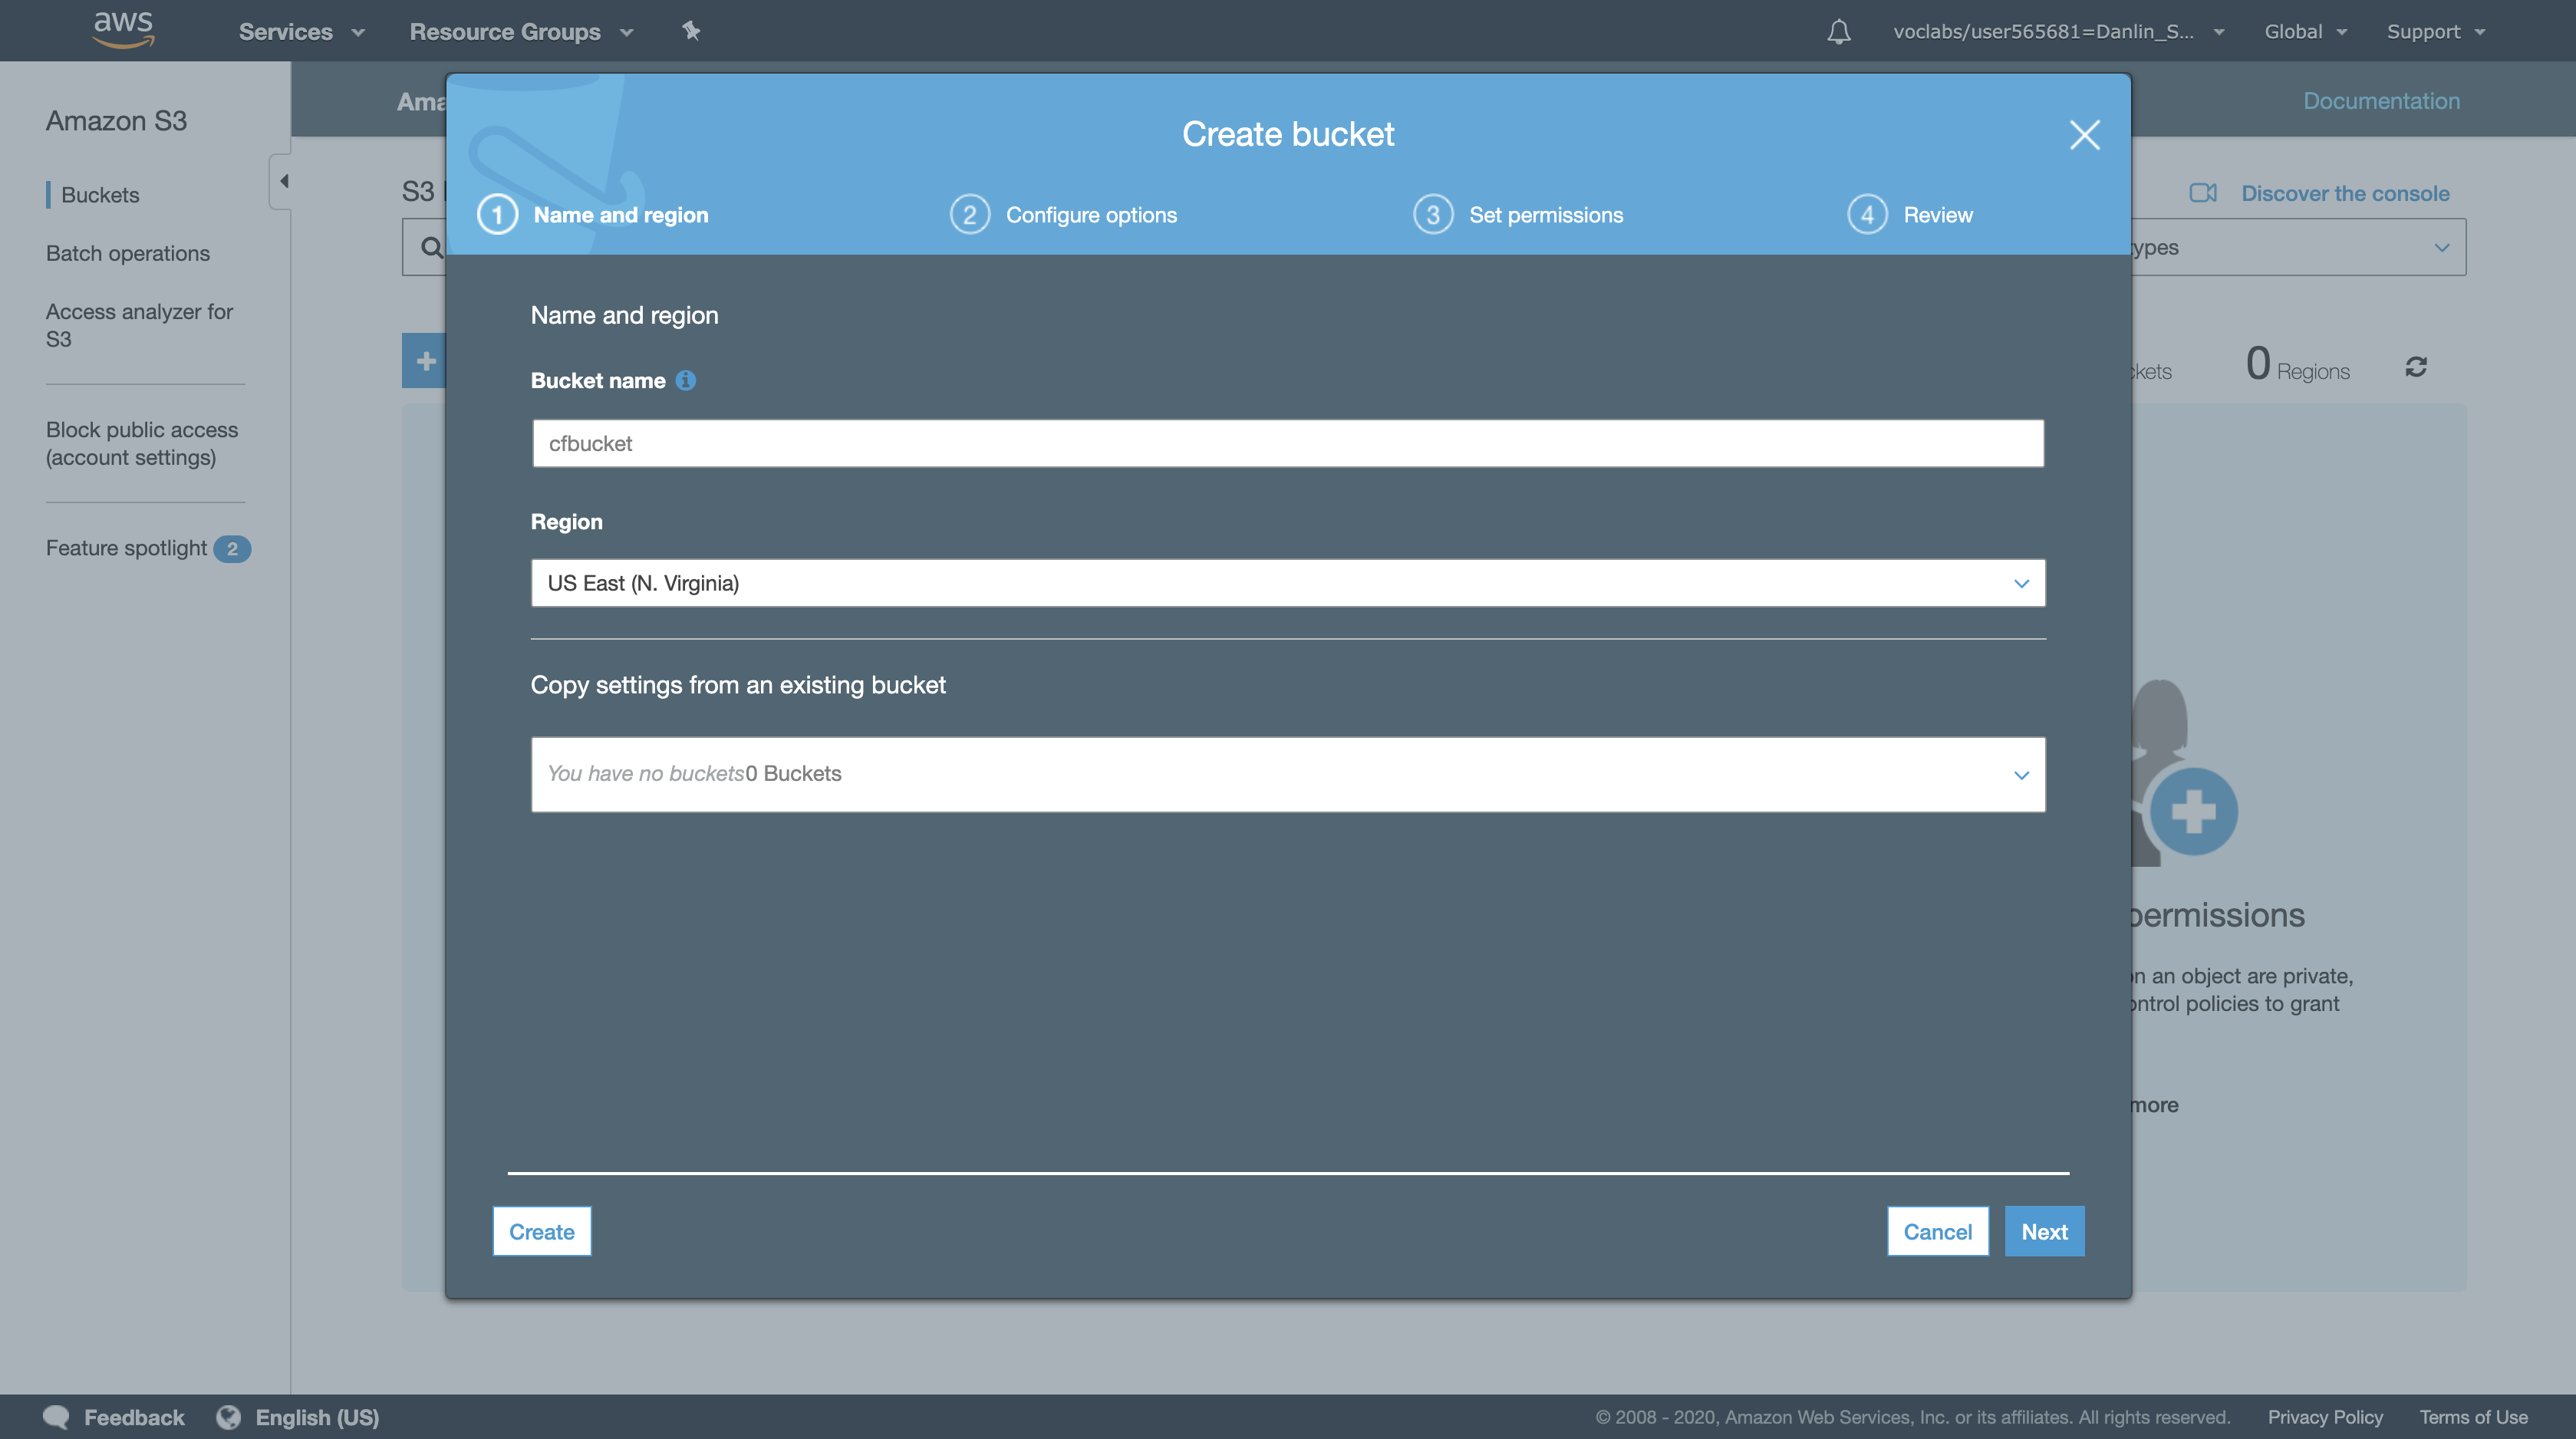 aws
Services
Resource Groups
voclabs/user565681=Danlin_S...
Global
Support
Amazon S3
Buckets
Batch operations
Access analyzer for
S3
Block public access
(account settings)
Feature spotlight 2
Documentation
S3
Discover the console
0 Regions
Create bucket
1 Name and region
2 Configure options
3 Set permissions
4 Review
Name and region
Bucket name
cfbucket
Region
US East (N. Virginia)
Copy settings from an existing bucket
You have no buckets0 Buckets
Create
Cancel
Next
permissions
an object are private,
policies to grant
more
Feedback
English (US)
© 2008 - 2020, Amazon Web Services, Inc. or its affiliates. All rights reserved.
Privacy Policy
Terms of Use